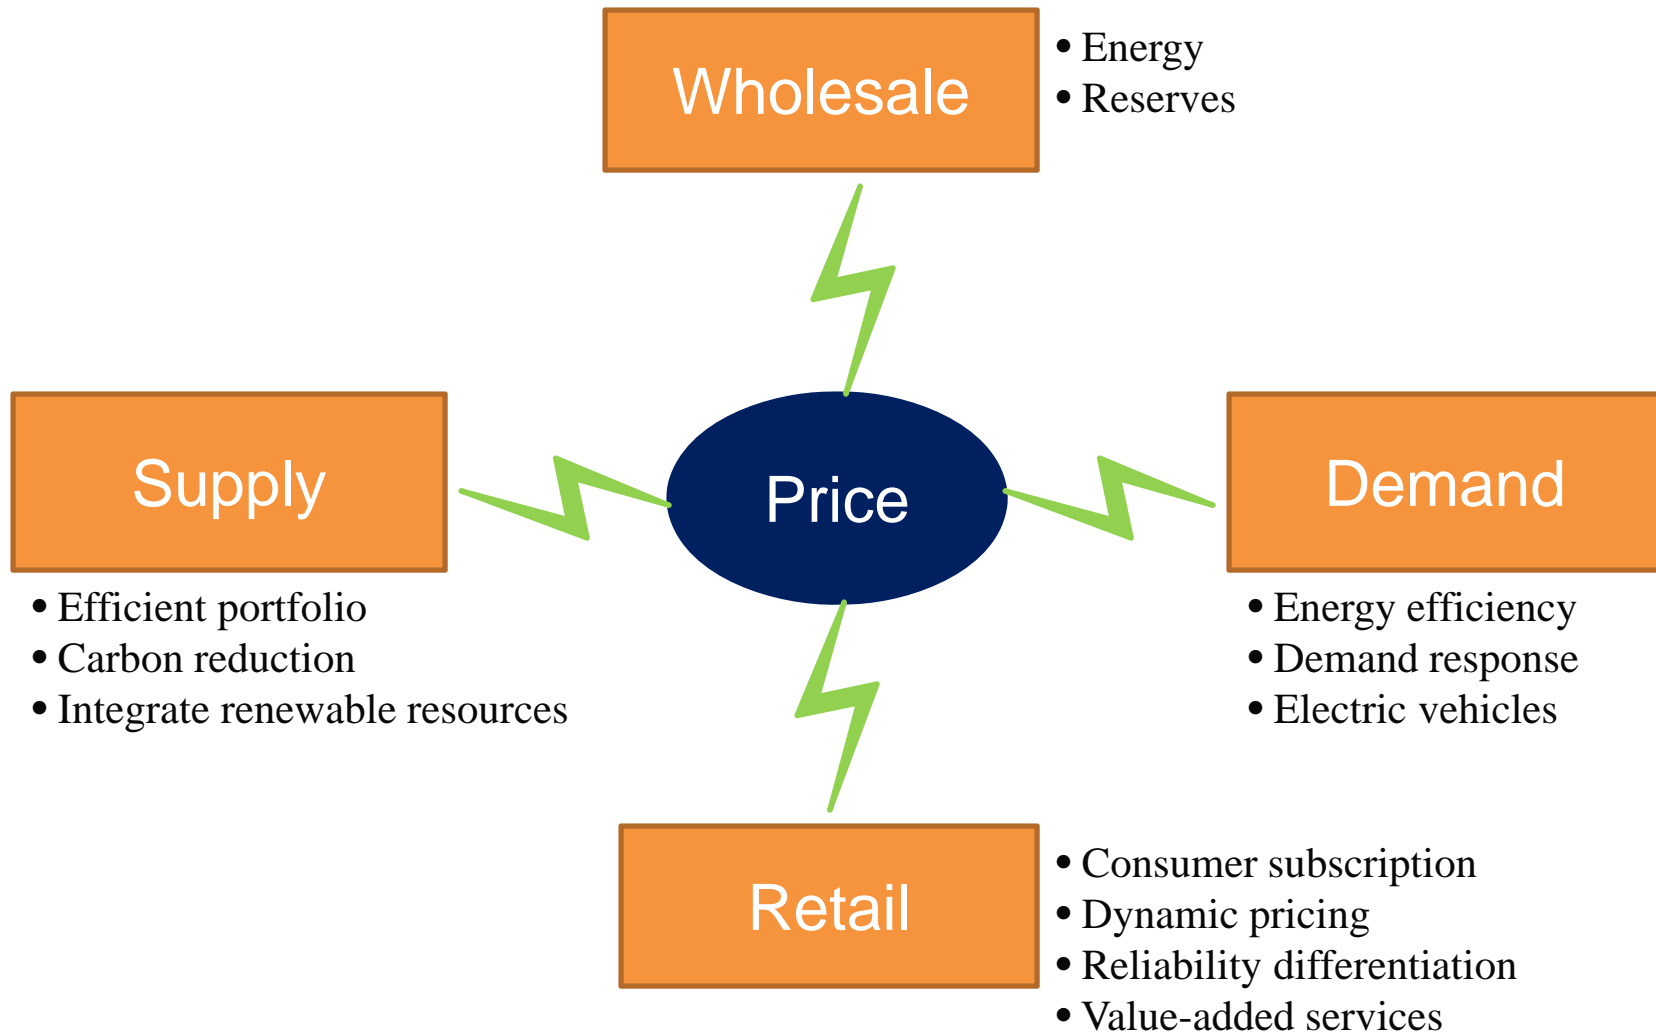 Wholesale
• Energy
• Reserves
Supply
Price
Demand
• Efficient portfolio
• Carbon reduction
• Integrate renewable resources
• Energy efficiency
• Demand response
• Electric vehicles
Retail
• Consumer subscription
• Dynamic pricing
• Reliability differentiation
• Value-added services